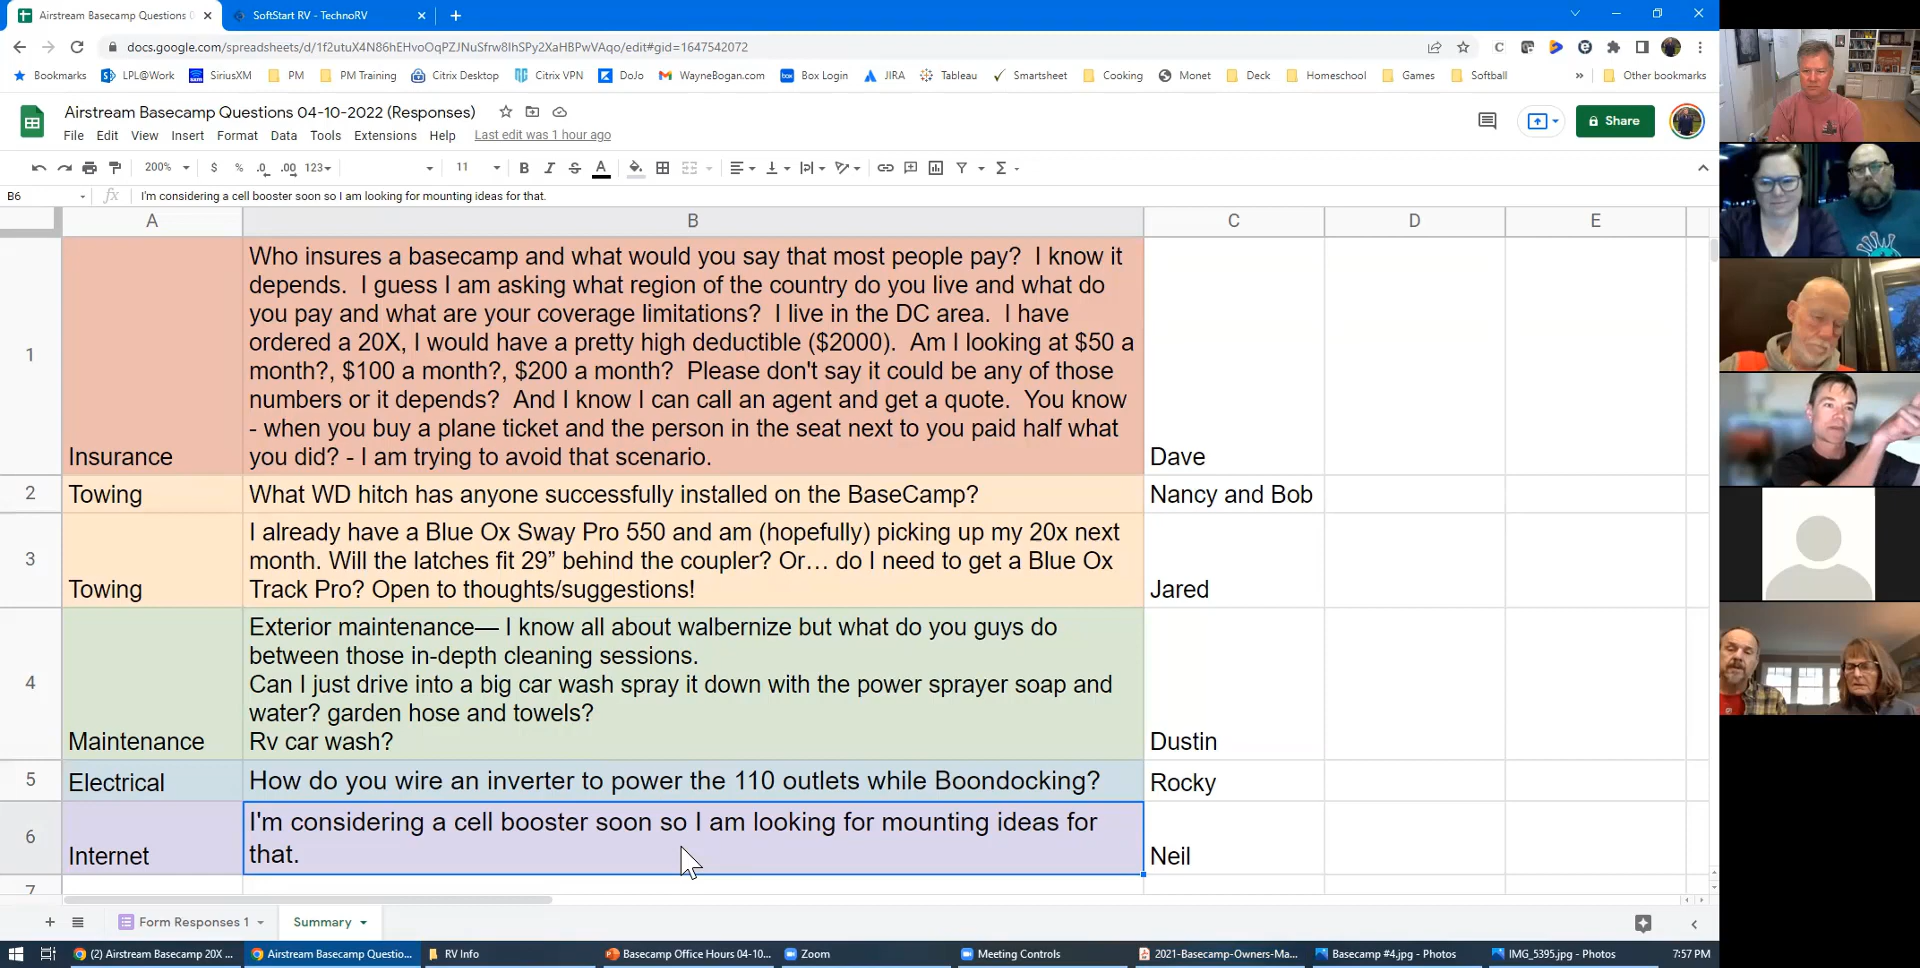 Airstream Basecamp Questions 0
SoftStart RV - TechnoRV
docs.google.com/spreadsheets/d/1f2utuX4N86hEHvoOqPZJNuSfrw8IhSPy2XaHBPwVAqo/edit#gid=1647542072
Bookmarks LPL@Work SiriusXM PM PM Training Citrix Desktop Citrix VPN DoJo WayneBogan.com Box Login JIRA Tableau Smartsheet Cooking Monet Deck Homeschool Games Softball » Other bookmarks
Airstream Basecamp Questions 04-10-2022 (Responses)
File Edit View Insert Format Data Tools Extensions Help Last edit was 1 hour ago
Share
200% $ % .0 .00 123 11 B I S A
B6 fx I'm considering a cell booster soon so I am looking for mounting ideas for that.
A B C D E
1
Who insures a basecamp and what would you say that most people pay? I know it
depends. I guess I am asking what region of the country do you live and what do
you pay and what are your coverage limitations? I live in the DC area. I have
ordered a 20X, I would have a pretty high deductible ($2000). Am I looking at $50 a
month?, $100 a month?, $200 a month? Please don't say it could be any of those
numbers or it depends? And I know I can call an agent and get a quote. You know
- when you buy a plane ticket and the person in the seat next to you paid half what
you did? - I am trying to avoid that scenario.
Insurance
Dave
2 Towing What WD hitch has anyone successfully installed on the BaseCamp? Nancy and Bob
3
I already have a Blue Ox Sway Pro 550 and am (hopefully) picking up my 20x next
month. Will the latches fit 29” behind the coupler? Or… do I need to get a Blue Ox
Track Pro? Open to thoughts/suggestions!
Towing
Jared
4
Exterior maintenance— I know all about walbernize but what do you guys do
between those in-depth cleaning sessions.
Can I just drive into a big car wash spray it down with the power sprayer soap and
water? garden hose and towels?
Rv car wash?
Maintenance
Dustin
5 Electrical How do you wire an inverter to power the 110 outlets while Boondocking? Rocky
6
I'm considering a cell booster soon so I am looking for mounting ideas for
that.
Internet
Neil
7
Form Responses 1 Summary
(2) Airstream Basecamp 20X ... Airstream Basecamp Questio... RV Info Basecamp Office Hours 04-10... Zoom Meeting Controls 2021-Basecamp-Owners-Ma... Basecamp #4.jpg - Photos IMG_5395.jpg - Photos 7:57 PM